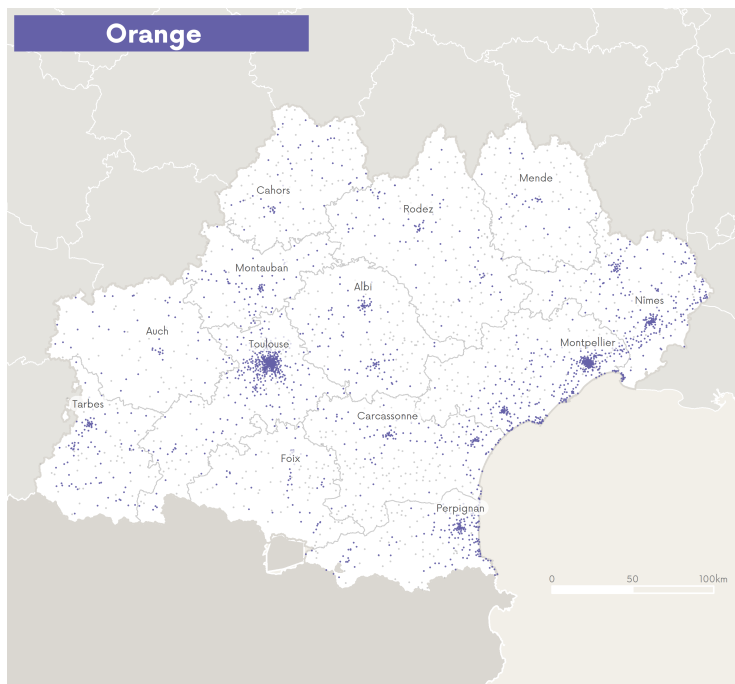 Orange
Cahors
Mende
Rodez
Montauban
Albi
Nîmes
Auch
Toulouse
Montpellier
Tarbes
Carcassonne
Foix
Perpignan
0 50 100km